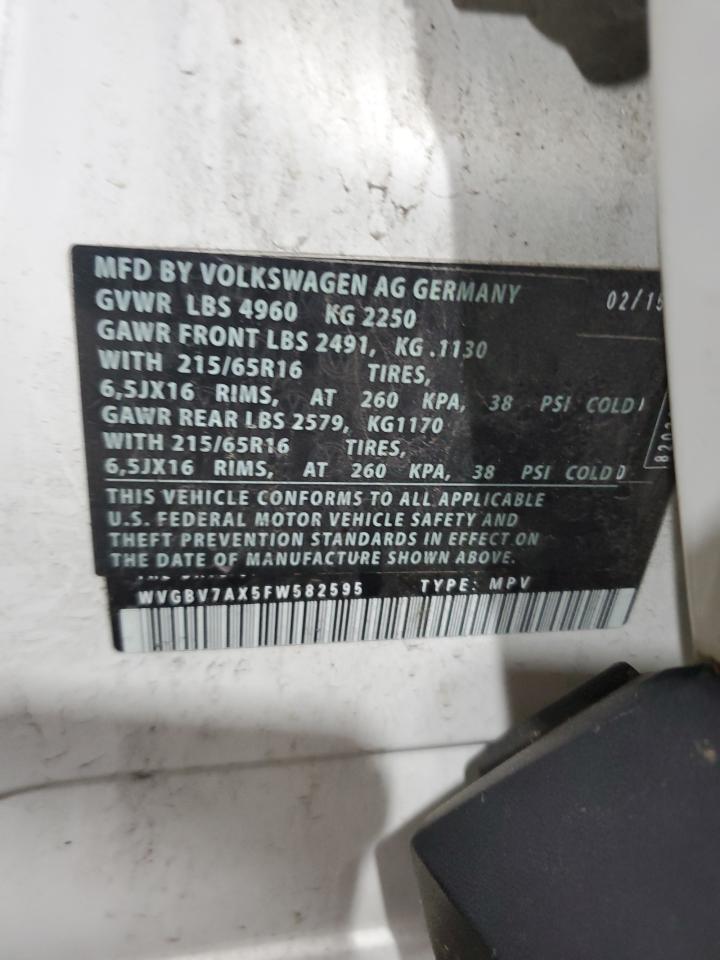 MFD BY VOLKSWAGEN AG GERMANY 02/15
GVWR LBS 4960 KG 2250
GAWR FRONT LBS 2491, KG .1130
WITH 215/65R16 TIRES,
6,5JX16 RIMS, AT 260 KPA, 38 PSI COLD
GAWR REAR LBS 2579, KG1170
WITH 215/65R16 TIRES,
6,5JX16 RIMS, AT 260 KPA, 38 PSI COLD
THIS VEHICLE CONFORMS TO ALL APPLICABLE
U.S. FEDERAL MOTOR VEHICLE SAFETY AND
THEFT PREVENTION STANDARDS IN EFFECT ON
THE DATE OF MANUFACTURE SHOWN ABOVE.
WVGBV7AX5FW582595 TYPE: MPV